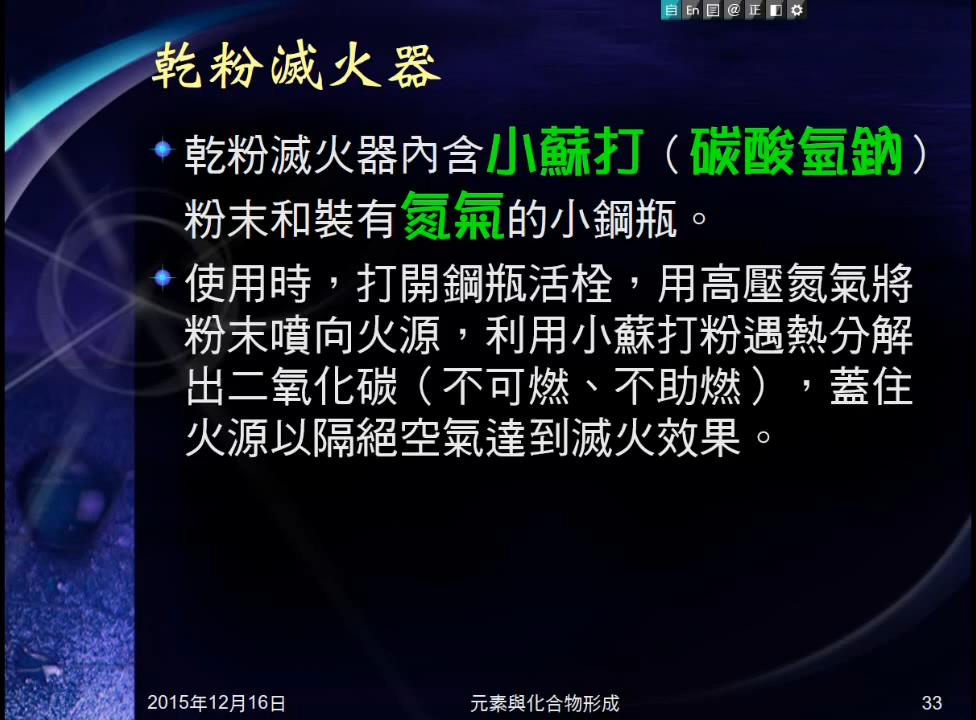 自 En @ 正
乾粉滅火器
乾粉滅火器內含小蘇打（碳酸氫鈉）
粉末和裝有氮氣的小鋼瓶。
使用時，打開鋼瓶活栓，用高壓氮氣將
粉末噴向火源，利用小蘇打粉遇熱分解
出二氧化碳（不可燃、不助燃），蓋住
火源以隔絕空氣達到滅火效果。
2015年12月16日 元素與化合物形成 33